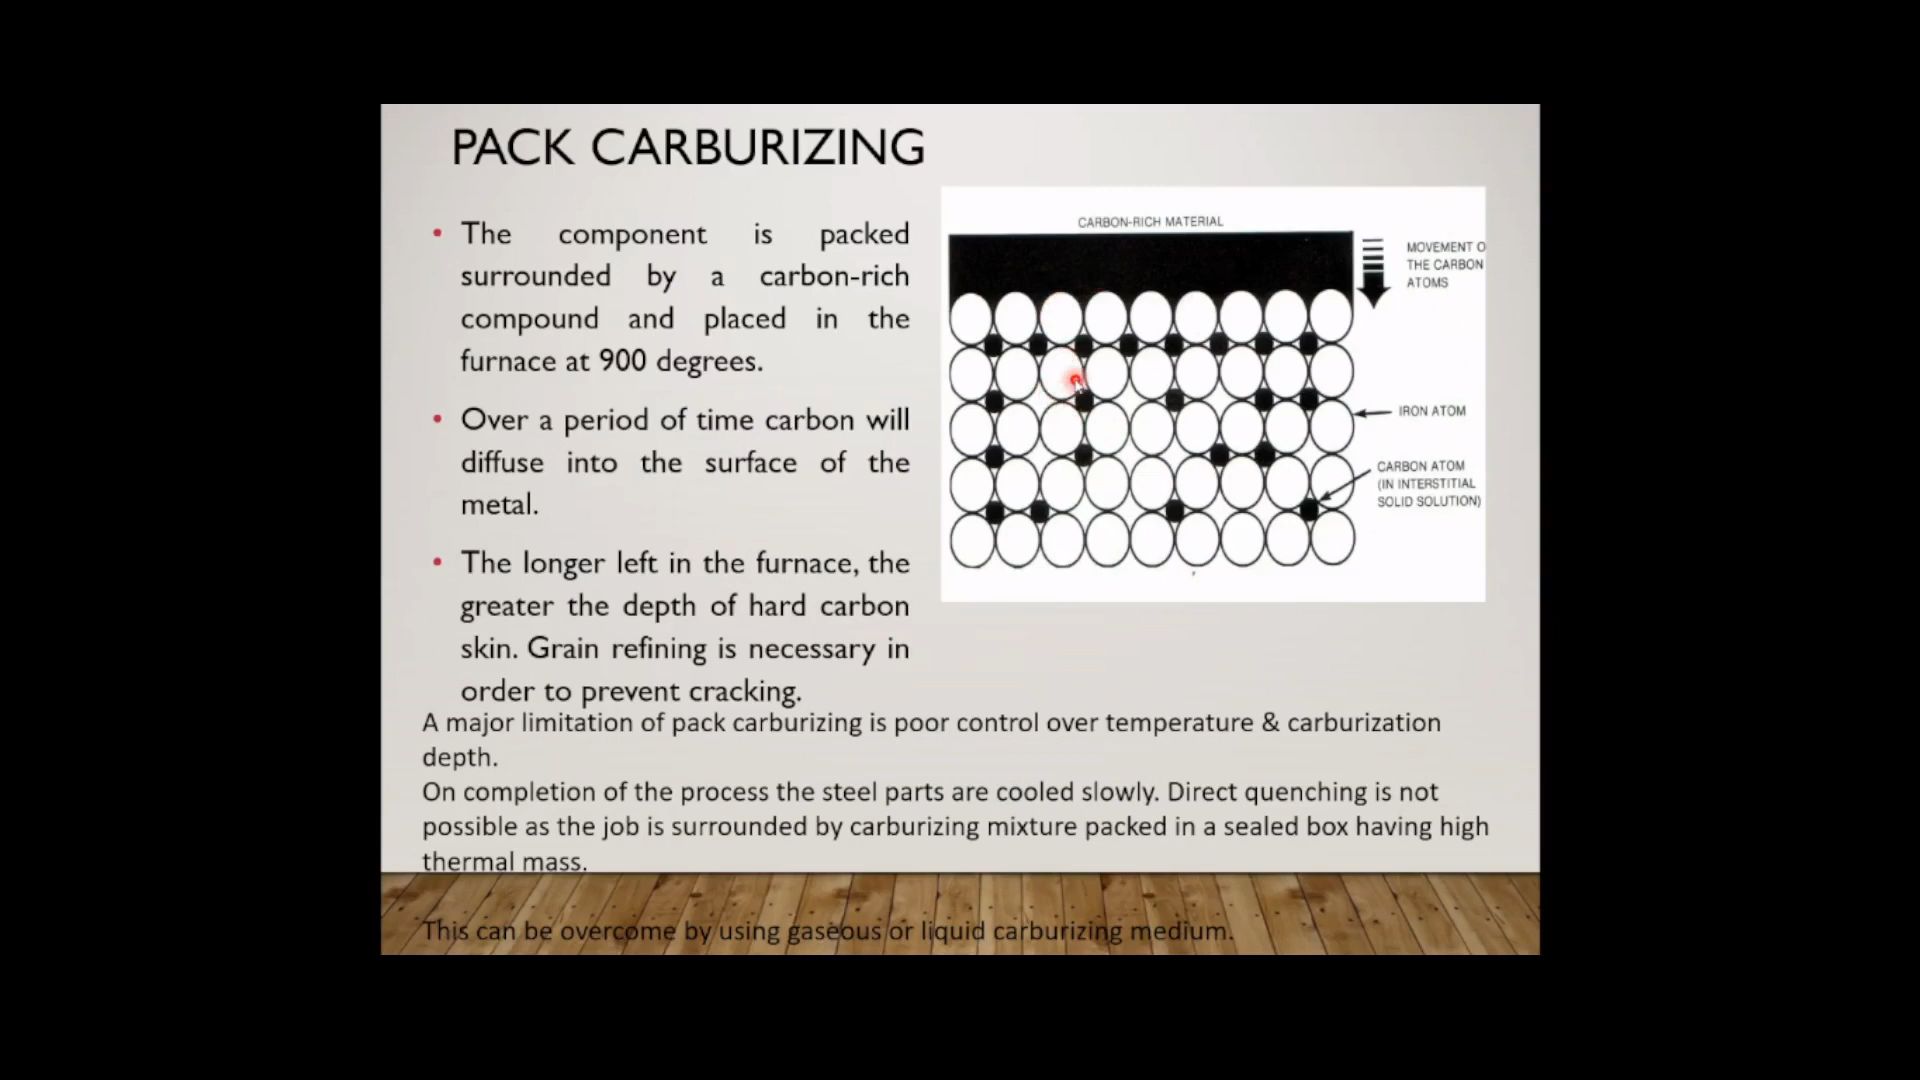 PACK CARBURIZING
• The component is packed
surrounded by a carbon-rich
compound and placed in the
furnace at 900 degrees.
• Over a period of time carbon will
diffuse into the surface of the
metal.
• The longer left in the furnace, the
greater the depth of hard carbon
skin. Grain refining is necessary in
order to prevent cracking.
CARBON-RICH MATERIAL
MOVEMENT O
THE CARBON
ATOMS
IRON ATOM
CARBON ATOM
(IN INTERSTITIAL
SOLID SOLUTION)
A major limitation of pack carburizing is poor control over temperature & carburization
depth.
On completion of the process the steel parts are cooled slowly. Direct quenching is not
possible as the job is surrounded by carburizing mixture packed in a sealed box having high
thermal mass.
This can be overcome by using gaseous or liquid carburizing medium.